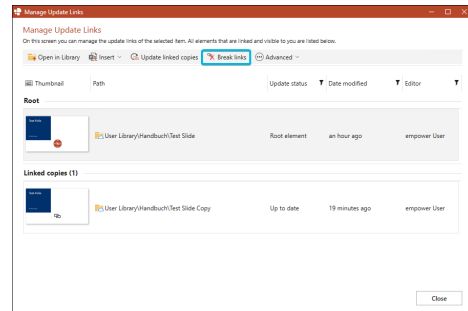 Manage Update Links
Manage Update Links
On this screen you can manage the update links of the selected item. All elements that are linked and visible to you are listed below.
Open in Library Insert Update linked copies Break links Advanced
Thumbnail Path Update status Date modified Editor
Root
Test Slide
User Library\Handbuch\Test Slide Root element an hour ago empower User
Linked copies (1)
Test Slide
User Library\Handbuch\Test Slide Copy Up to date 19 minutes ago empower User
Close